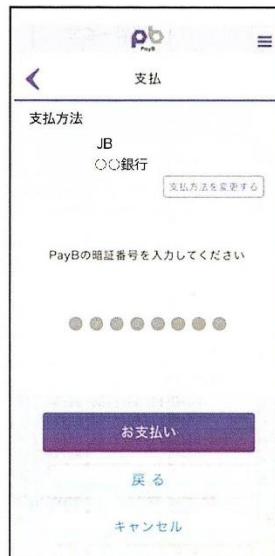 pb
PayB
支払
支払方法
JB
○○銀行
支払方法を変更する
PayBの暗証番号を入力してください
お支払い
戻る
キャンセル